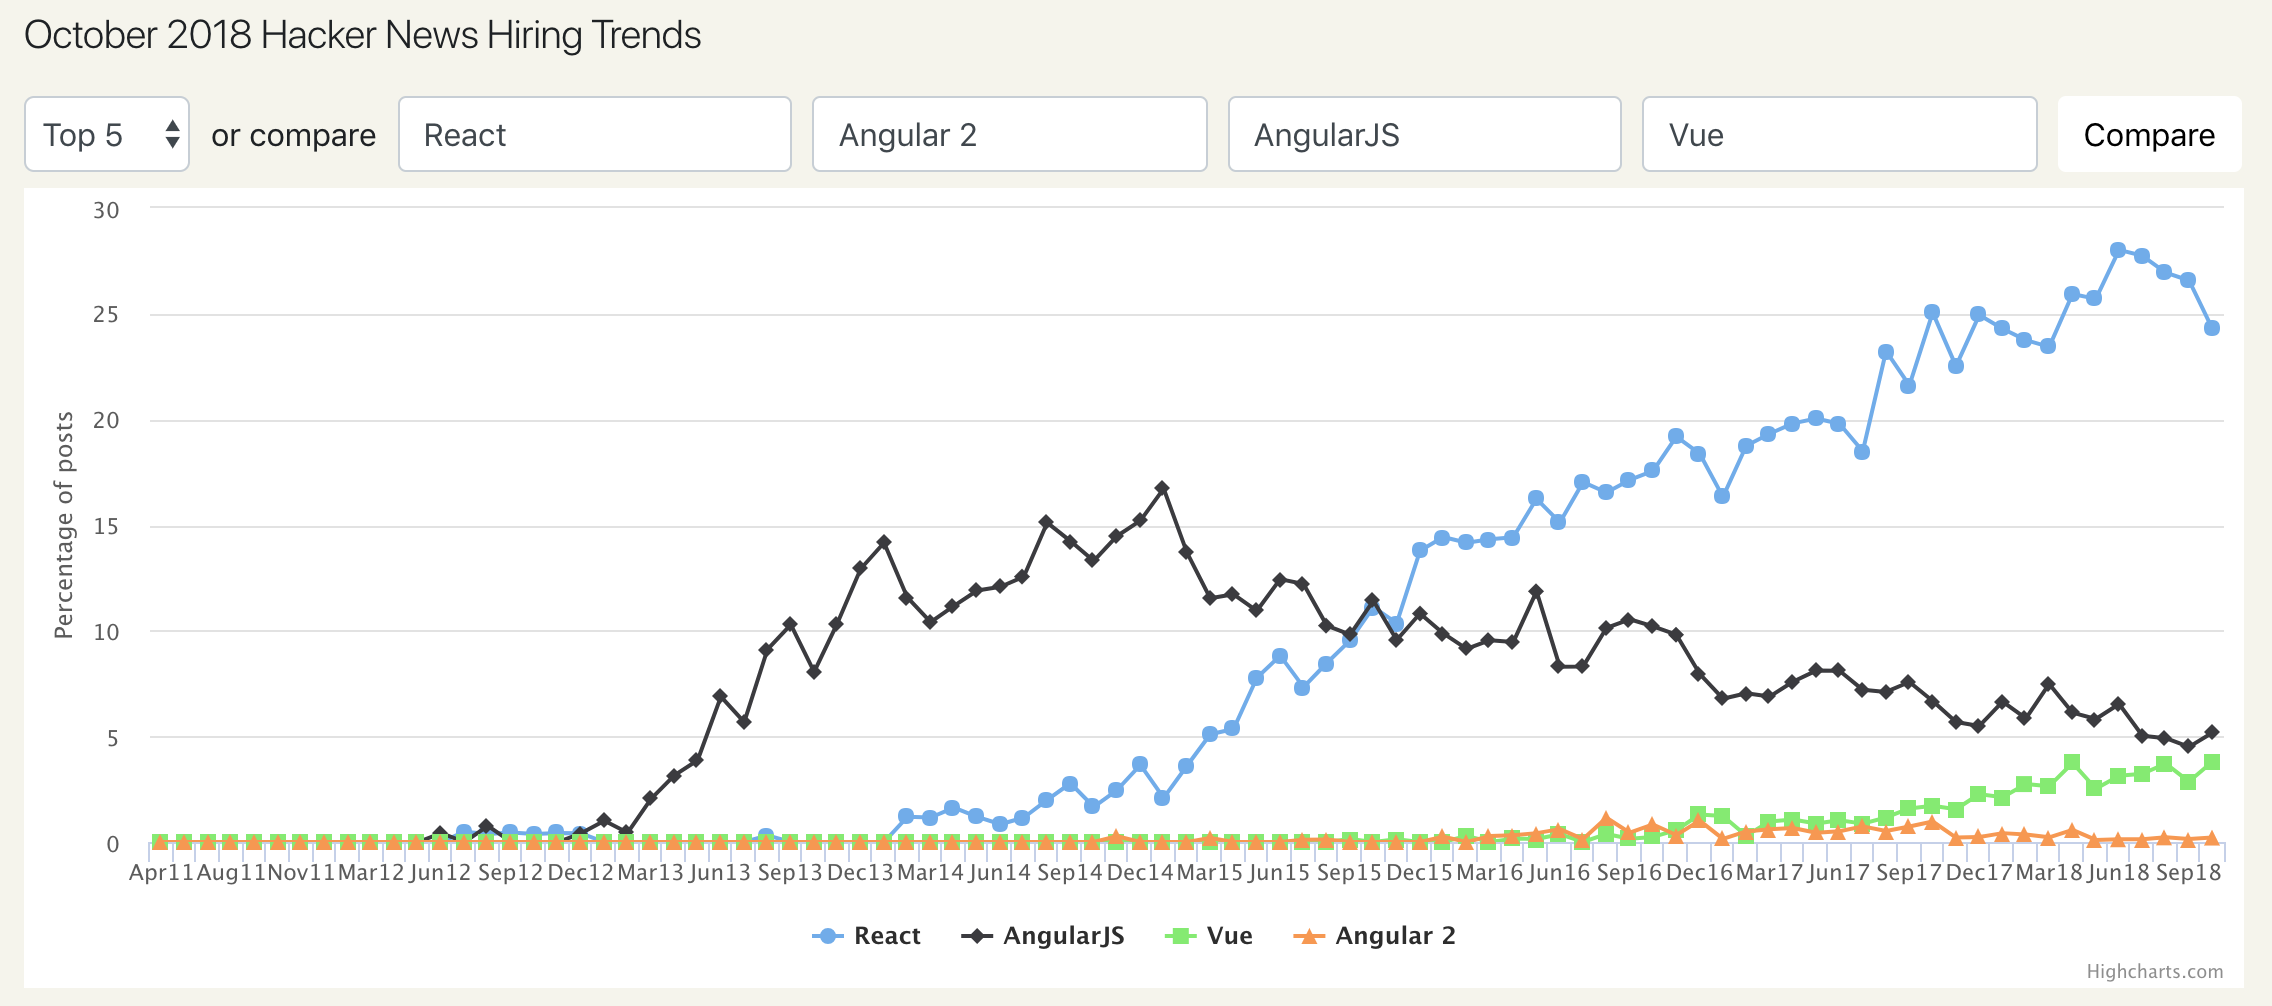 October 2018 Hacker News Hiring Trends
Top 5 or compare React Angular 2 AngularJS Vue Compare
30
25
20
15
10
5
0
Percentage of posts
Apr11 Aug11 Nov11 Mar12 Jun12 Sep12 Dec12 Mar13 Jun13 Sep13 Dec13 Mar14 Jun14 Sep14 Dec14 Mar15 Jun15 Sep15 Dec15 Mar16 Jun16 Sep16 Dec16 Mar17 Jun17 Sep17 Dec17 Mar18 Jun18 Sep18
React AngularJS Vue Angular 2
Highcharts.com